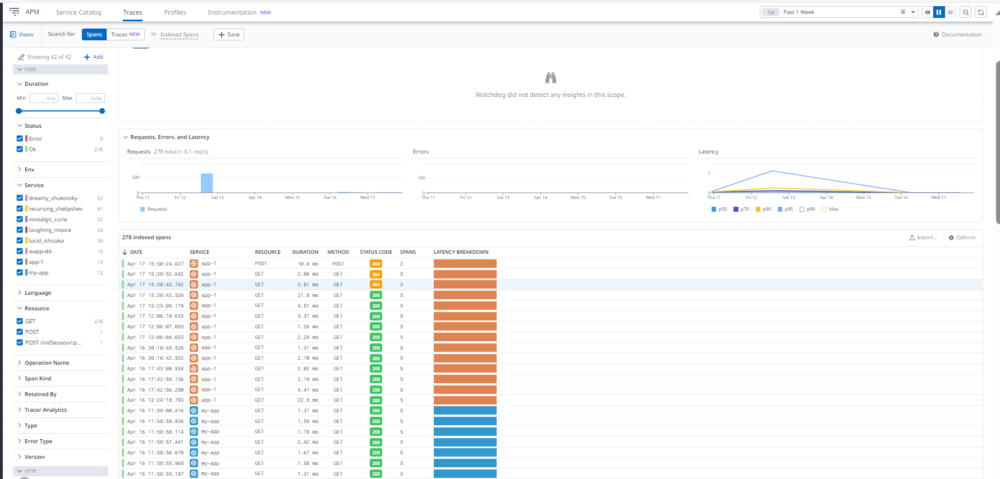 APM Service Catalog Traces Profiles Instrumentation NEW 1w Past 1 Week
Views Search for Spans Traces NEW in Indexed Spans + Save Documentation
Showing 42 of 42 + Add
CORE
Duration
Min 0ns Max 14.8s
Status
Error 0
Ok 278
Env
Service
dreamy_zhukovsky 57
recursing_chebyshev 51
nostalgic_curie 47
laughing_moore 43
lucid_ishizaka 39
wapp-dd 15
app-1 14
my-app 12
Language
Resource
GET 276
POST 1
POST /initSession/:p... 1
Operation Name
Span Kind
Retained By
Tracer Analytics
Type
Error Type
Version
HTTP
Watchdog did not detect any insights in this scope.
Requests, Errors, and Latency
Requests 278 total (< 0.1 req/s)
200
0
Thu 11 Fri 12 Sat 13 Apr 14 Mon 15 Tue 16 Wed 17
Requests
Errors
100
0
Thu 11 Fri 12 Sat 13 Apr 14 Mon 15 Tue 16 Wed 17
Latency
1
0
Thu 11 Fri 12 Sat 13 Apr 14 Mon 15 Tue 16 Wed 17
p50 p75 p90 p95 p99 Max
278 indexed spans Export... Options
DATE SERVICE RESOURCE DURATION METHOD STATUS CODE SPANS LATENCY BREAKDOWN
Apr 17 15:50:24.627 app-1 POST 10.6 ms POST 404 3
Apr 17 15:38:52.642 app-1 GET 2.06 ms GET 304 5
Apr 17 15:38:43.742 app-1 GET 3.81 ms GET 404 3
Apr 17 15:38:43.526 app-1 GET 21.8 ms GET 200 5
Apr 17 15:25:09.179 app-1 GET 4.51 ms GET 200 5
Apr 17 12:06:10.633 app-1 GET 5.31 ms GET 200 5
Apr 17 12:06:07.053 app-1 GET 1.26 ms GET 200 5
Apr 17 12:06:04.033 app-1 GET 2.29 ms GET 200 5
Apr 16 20:10:45.526 app-1 GET 1.31 ms GET 200 5
Apr 16 20:10:42.532 app-1 GET 2.10 ms GET 200 5
Apr 16 17:43:00.934 app-1 GET 2.02 ms GET 200 5
Apr 16 17:42:59.156 app-1 GET 2.19 ms GET 200 5
Apr 16 17:42:56.280 app-1 GET 4.41 ms GET 200 5
Apr 16 12:24:18.793 app-1 GET 22.5 ms GET 200 5
Apr 16 11:59:00.416 my-app GET 1.31 ms GET 200 5
Apr 16 11:58:58.836 my-app GET 1.59 ms GET 200 5
Apr 16 11:58:58.114 my-app GET 1.78 ms GET 200 5
Apr 16 11:58:57.441 my-app GET 2.42 ms GET 200 5
Apr 16 11:58:56.678 my-app GET 1.67 ms GET 200 5
Apr 16 11:58:55.965 my-app GET 1.58 ms GET 200 5
Apr 16 11:58:55.187 my-app GET 1.31 ms GET 200 5